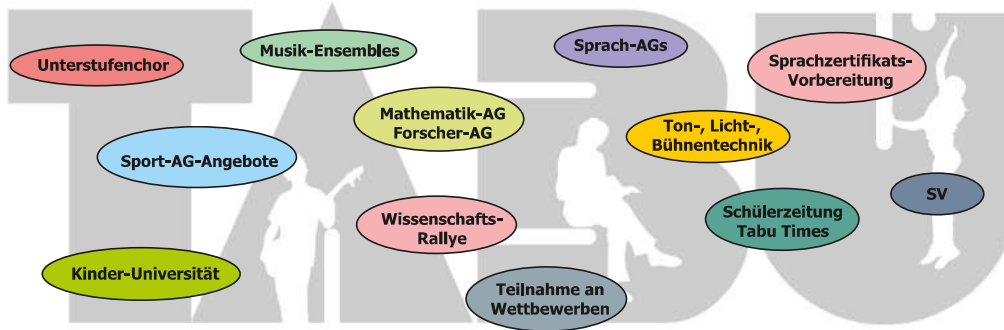 TABU
Unterstufenchor
Musik-Ensembles
Sprach-AGs
Sprachzertifikats-
Vorbereitung
Mathematik-AG
Forscher-AG
Ton-, Licht-,
Bühnentechnik
Sport-AG-Angebote
SV
Wissenschafts-
Rallye
Schülerzeitung
Tabu Times
Kinder-Universität
Teilnahme an
Wettbewerben